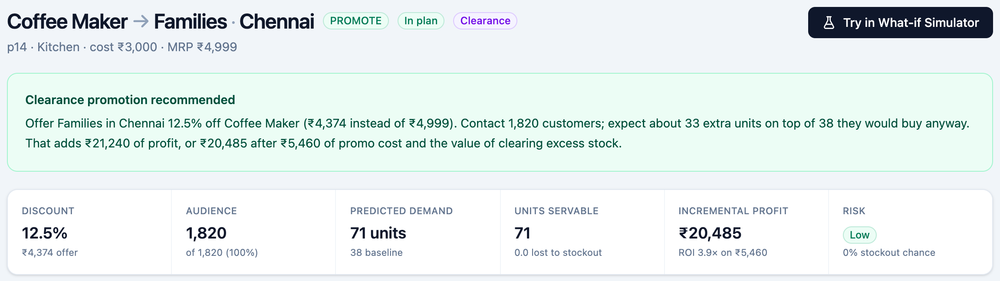 Coffee Maker → Families · Chennai PROMOTE In plan Clearance
Try in What-if Simulator
p14 · Kitchen · cost ₹3,000 · MRP ₹4,999
Clearance promotion recommended
Offer Families in Chennai 12.5% off Coffee Maker (₹4,374 instead of ₹4,999). Contact 1,820 customers; expect about 33 extra units on top of 38 they would buy anyway.
That adds ₹21,240 of profit, or ₹20,485 after ₹5,460 of promo cost and the value of clearing excess stock.
DISCOUNT
12.5%
₹4,374 offer
AUDIENCE
1,820
of 1,820 (100%)
PREDICTED DEMAND
71 units
38 baseline
UNITS SERVABLE
71
0.0 lost to stockout
INCREMENTAL PROFIT
₹20,485
ROI 3.9× on ₹5,460
RISK
Low
0% stockout chance